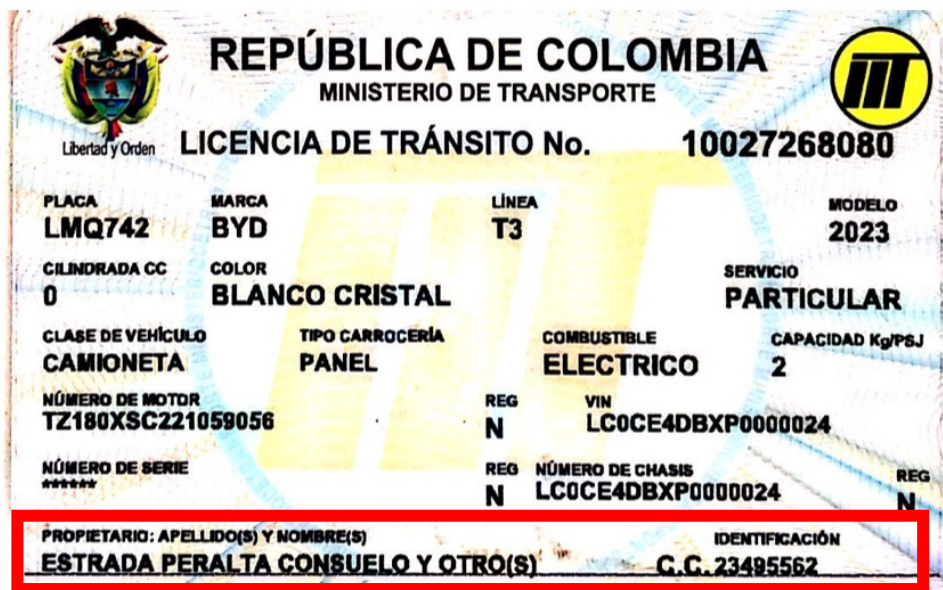 REPÚBLICA DE COLOMBIA
MINISTERIO DE TRANSPORTE
Libertad y Orden
LICENCIA DE TRÁNSITO No. 10027268080
PLACA MARCA LÍNEA MODELO
LMQ742 BYD T3 2023
CILINDRADA CC COLOR SERVICIO
0 BLANCO CRISTAL PARTICULAR
CLASE DE VEHÍCULO TIPO CARROCERÍA COMBUSTIBLE CAPACIDAD Kg/PSJ
CAMIONETA PANEL ELECTRICO 2
NÚMERO DE MOTOR REG VIN
TZ180XSC221059056 N LC0CE4DBXP0000024
NÚMERO DE SERIE REG NÚMERO DE CHASIS REG
****** N LC0CE4DBXP0000024 N
PROPIETARIO: APELLIDO(S) Y NOMBRE(S) IDENTIFICACIÓN
ESTRADA PERALTA CONSUELO Y OTRO(S) C.C. 23495562